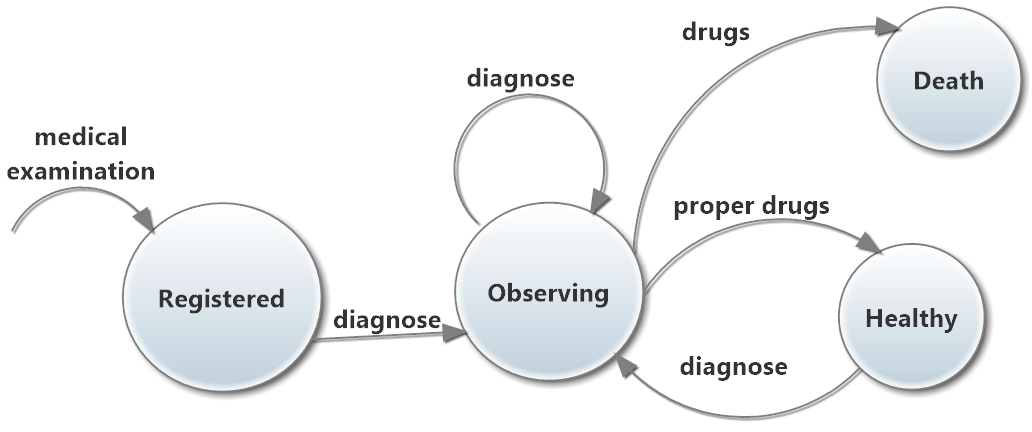 drugs
Death
diagnose
medical
examination
proper drugs
Registered
Observing
Healthy
diagnose
diagnose